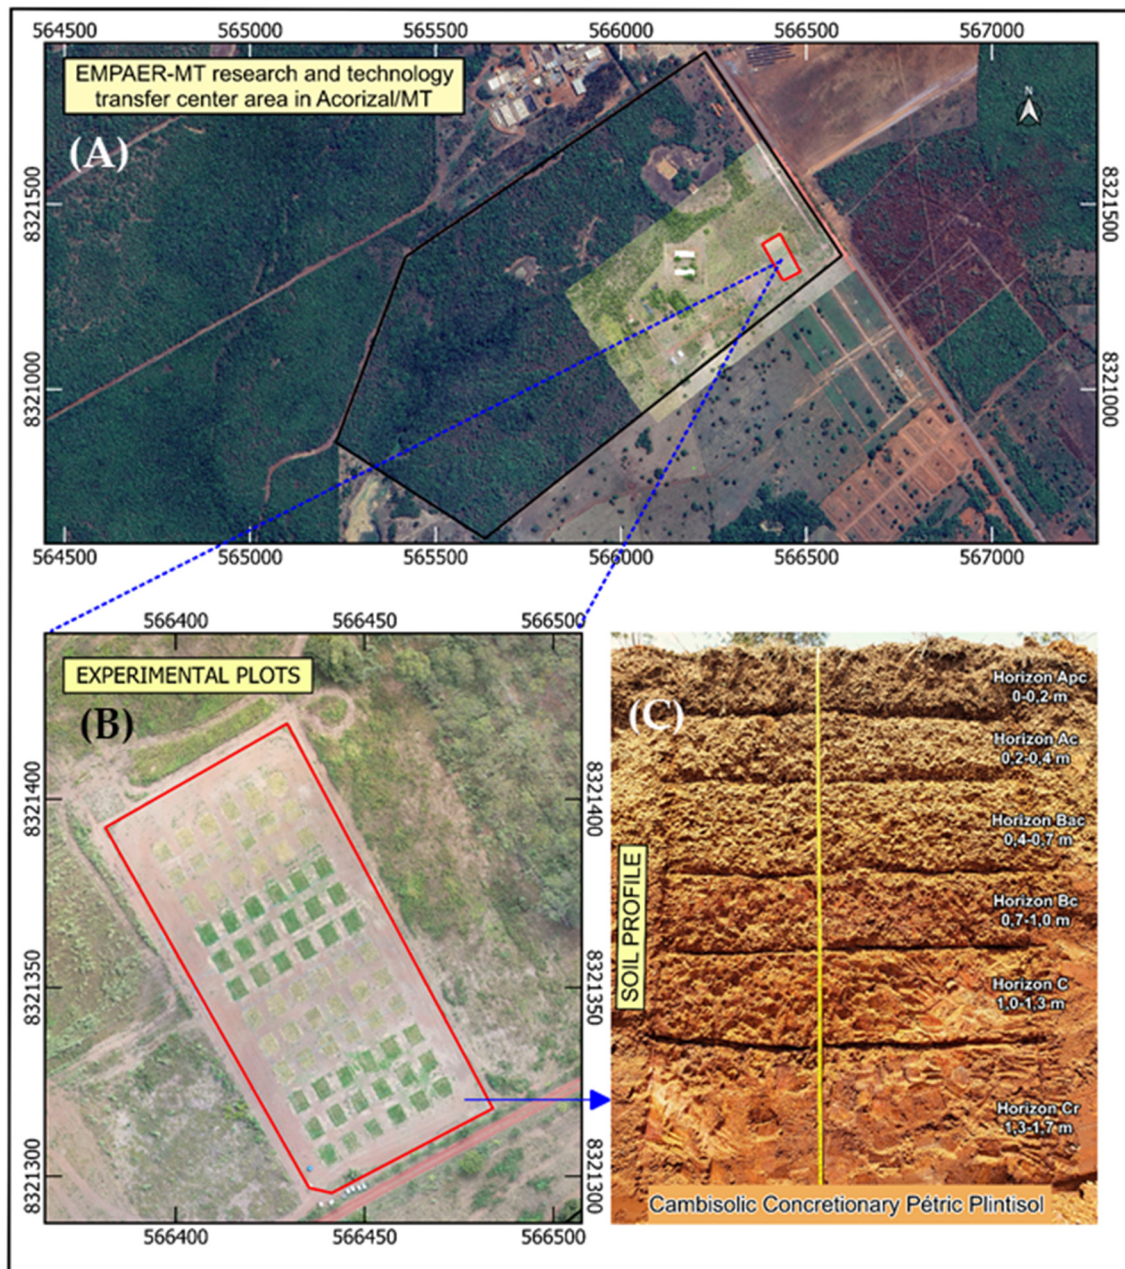 564500 565000 565500 566000 566500 567000
EMPAER-MT research and technology
transfer center area in Acorizal/MT
(A)
N
8321500
8321000
8321500
8321000
564500 565000 565500 566000 566500 567000
566400 566450 566500
EXPERIMENTAL PLOTS
(B)
8321400
8321350
8321300
8321400
8321350
8321300
566400 566450 566500
(C)
SOIL PROFILE
Horizon Apc
0-0,2 m
Horizon Ac
0,2-0,4 m
Horizon Bac
0,4-0,7 m
Horizon Bc
0,7-1,0 m
Horizon C
1,0-1,3 m
Horizon Cr
1,3-1,7 m
Cambisolic Concretionary Pétric Plintisol